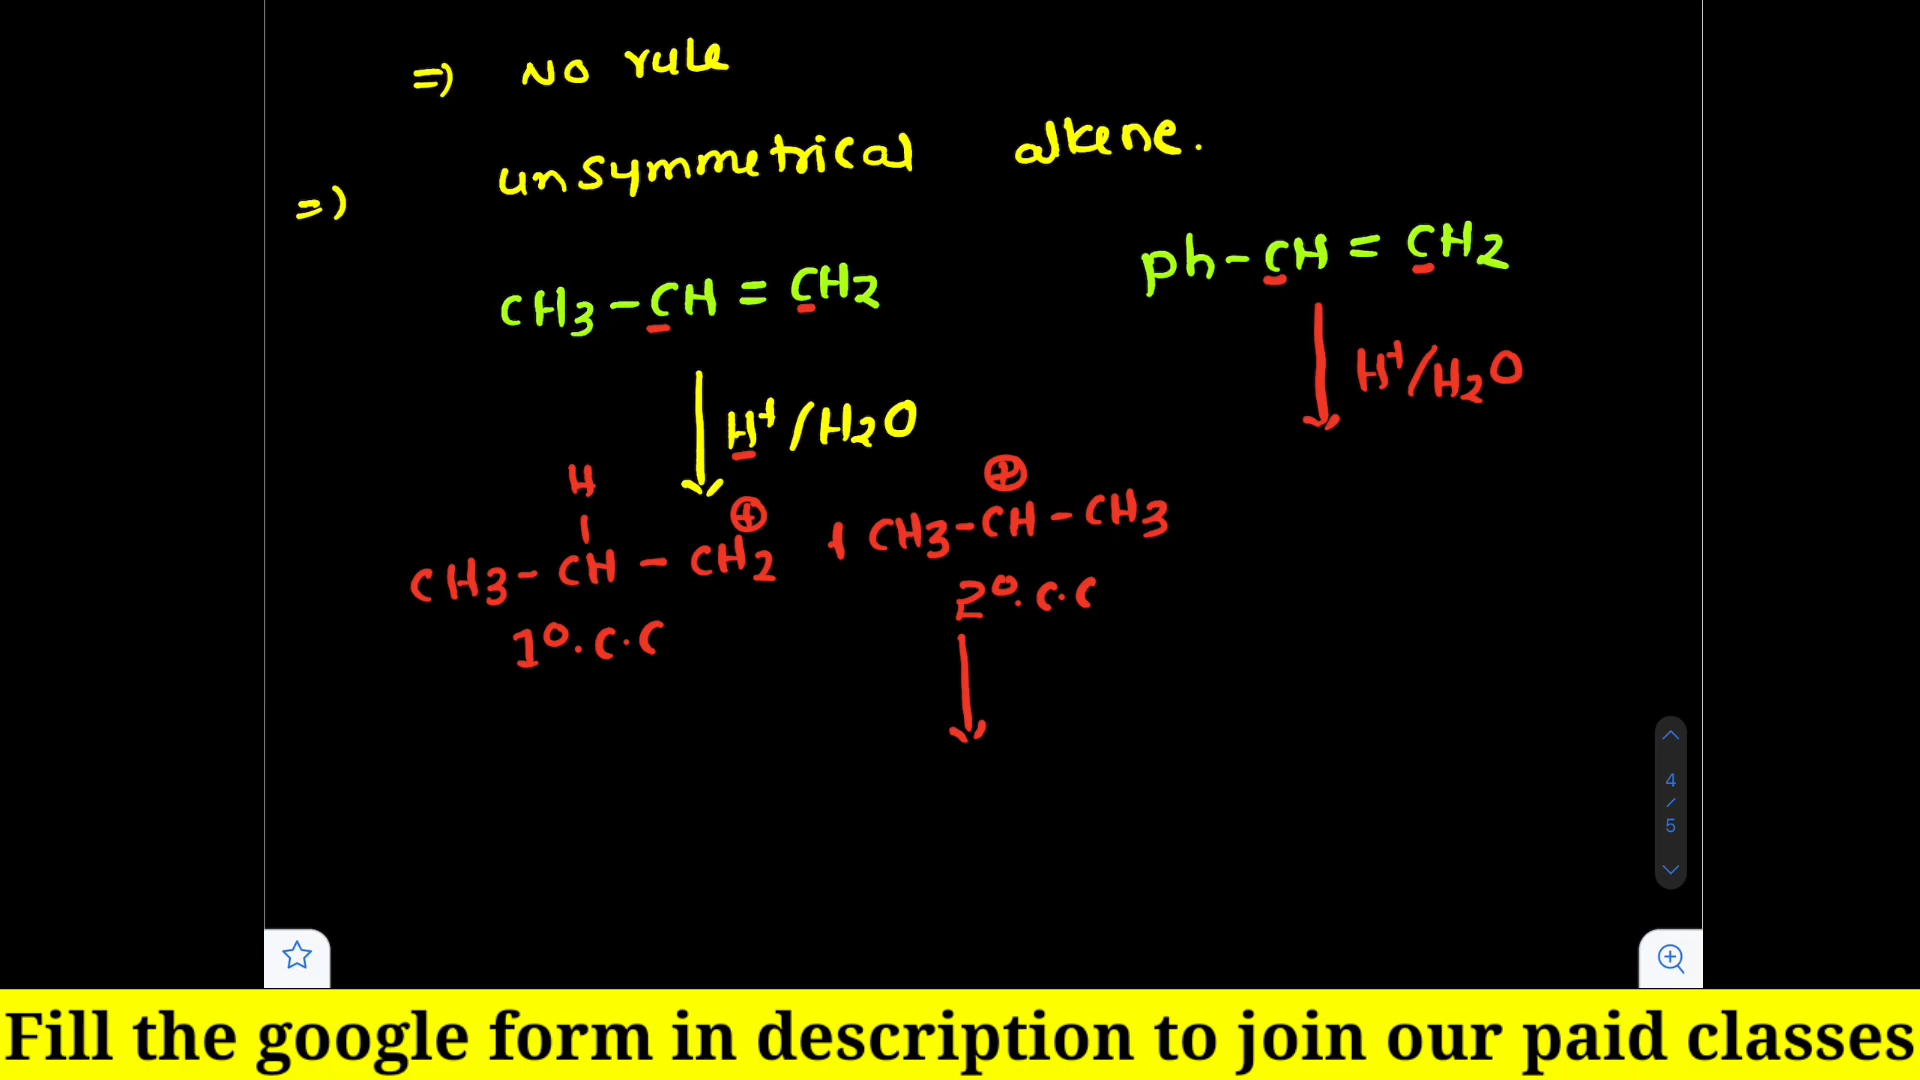 =) No rule
=) unsymmetrical alkene.
CH3-CH=CH2
ph-CH=CH2
H+/H2O
H+/H2O
H
|
CH3-CH-CH2 ⊕ + CH3-CH-CH3 ⊕
1°.C.C
2°.C.C
4
/
5
Fill the google form in description to join our paid classes